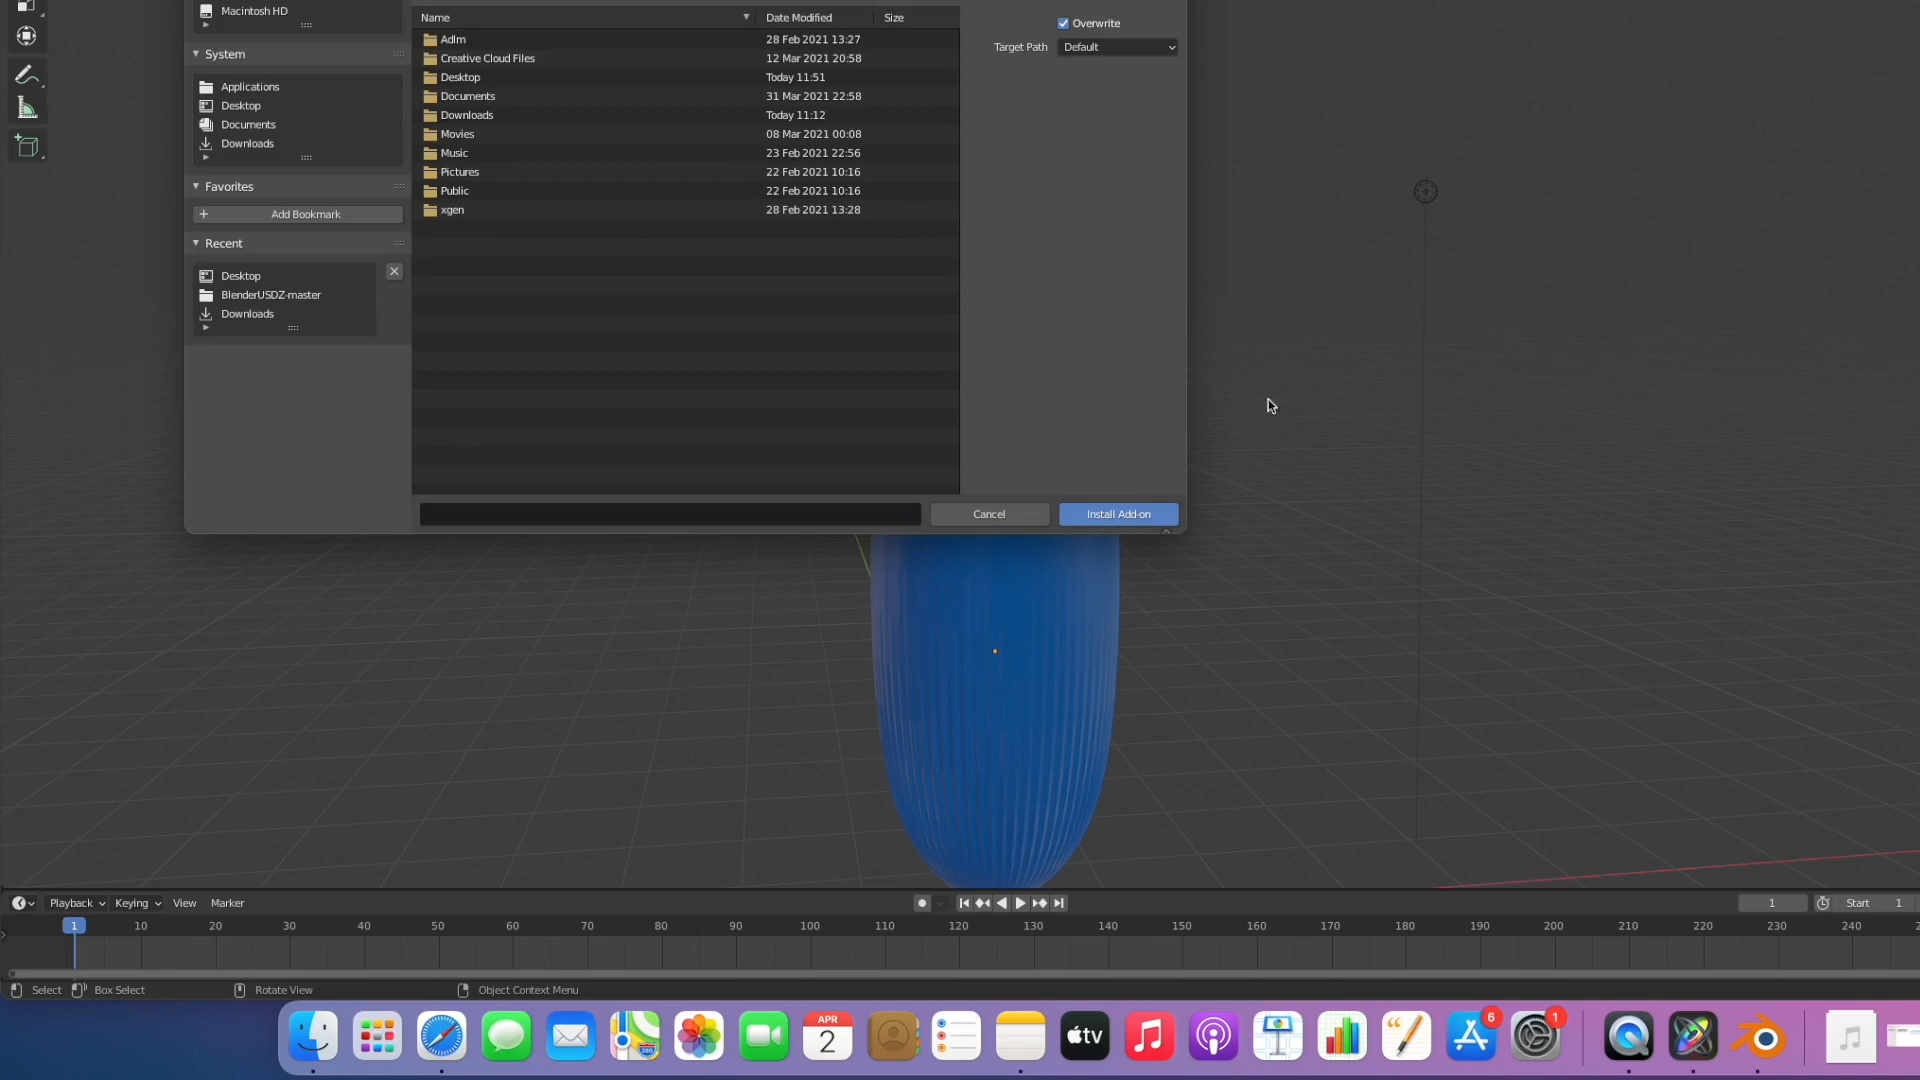 Macintosh HD
Name Date Modified Size
Overwrite
Adlm 28 Feb 2021 13:27
Target Path Default
System
Creative Cloud Files 12 Mar 2021 20:58
Desktop Today 11:51
Applications
Documents 31 Mar 2021 22:58
Desktop
Downloads Today 11:12
Documents
Movies 08 Mar 2021 00:08
Downloads
Music 23 Feb 2021 22:56
Pictures 22 Feb 2021 10:16
Favorites
Public 22 Feb 2021 10:16
+ Add Bookmark
xgen 28 Feb 2021 13:28
Recent
Desktop
BlenderUSDZ-master
Downloads
Cancel Install Add-on
Playback Keying View Marker 1 Start 1
1 10 20 30 40 50 60 70 80 90 100 110 120 130 140 150 160 170 180 190 200 210 220 230 240
Select Box Select Rotate View Object Context Menu
APR 6 1
2 tv
280